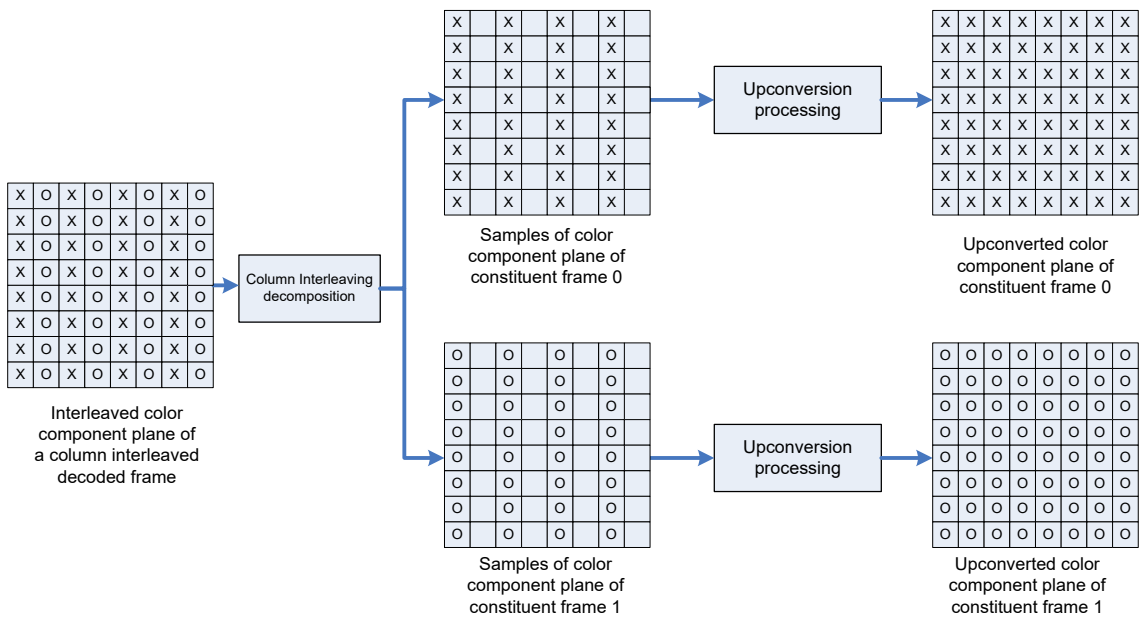 X X X X
X X X X
X X X X
X X X X
X X X X
X X X X
X X X X
X X X X
Samples of color
component plane of
constituent frame 0
Upconversion
processing
X X X X X X X X
X X X X X X X X
X X X X X X X X
X X X X X X X X
X X X X X X X X
X X X X X X X X
X X X X X X X X
X X X X X X X X
Upconverted color
component plane of
constituent frame 0
X O X O X O X O
X O X O X O X O
X O X O X O X O
X O X O X O X O
X O X O X O X O
X O X O X O X O
X O X O X O X O
X O X O X O X O
Interleaved color
component plane of
a column interleaved
decoded frame
Column Interleaving
decomposition
O O O O
O O O O
O O O O
O O O O
O O O O
O O O O
O O O O
O O O O
Samples of color
component plane of
constituent frame 1
Upconversion
processing
O O O O O O O O
O O O O O O O O
O O O O O O O O
O O O O O O O O
O O O O O O O O
O O O O O O O O
O O O O O O O O
O O O O O O O O
Upconverted color
component plane of
constituent frame 1